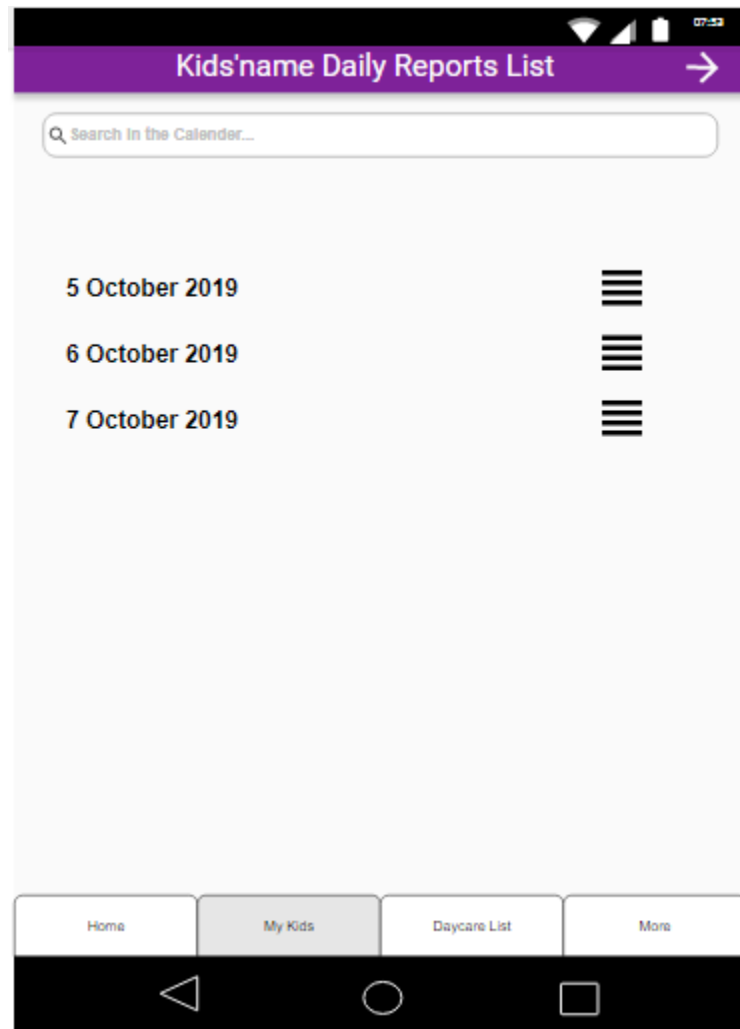 07:53
Kids'name Daily Reports List
Search in the Calender....
5 October 2019
6 October 2019
7 October 2019
Home
My Kids
Daycare List
More